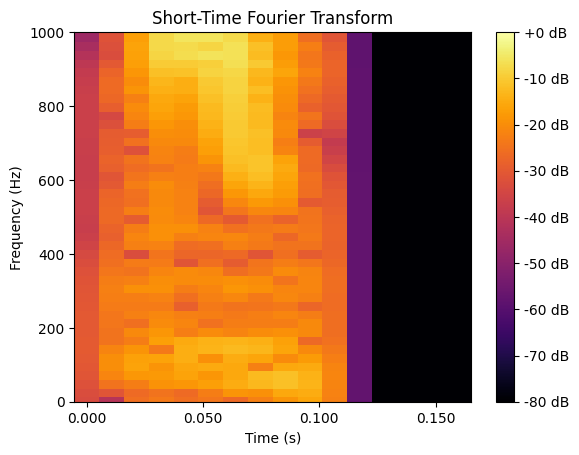 Short-Time Fourier Transform
Frequency (Hz)
1000
800
600
400
200
0
0.000
0.050
0.100
0.150
Time (s)
+0 dB
-10 dB
-20 dB
-30 dB
-40 dB
-50 dB
-60 dB
-70 dB
-80 dB